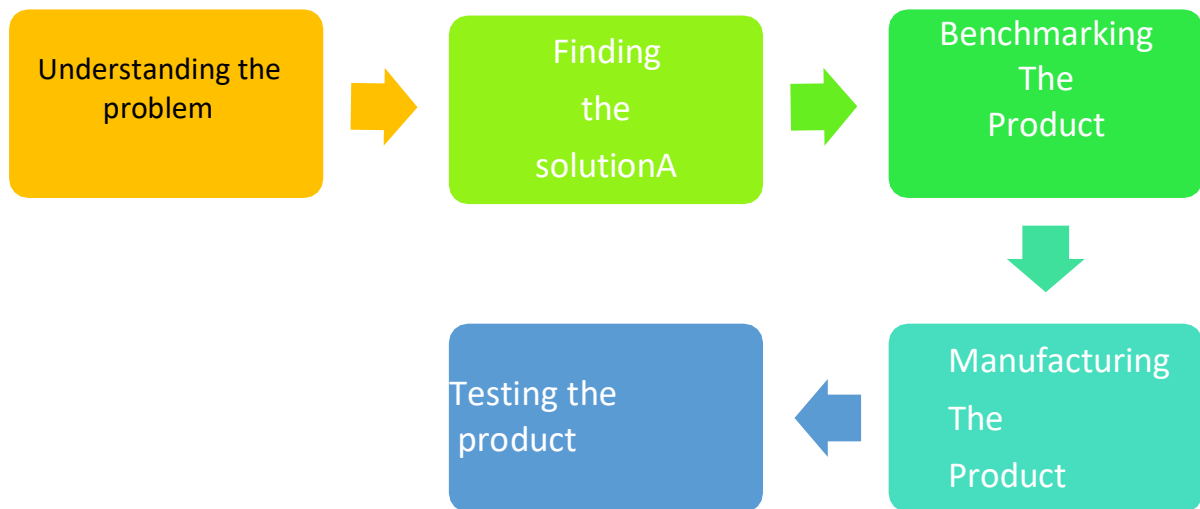 Understanding the
problem
Finding
the
solutionA
Benchmarking
The
Product
Manufacturing
The
Product
Testing the
product